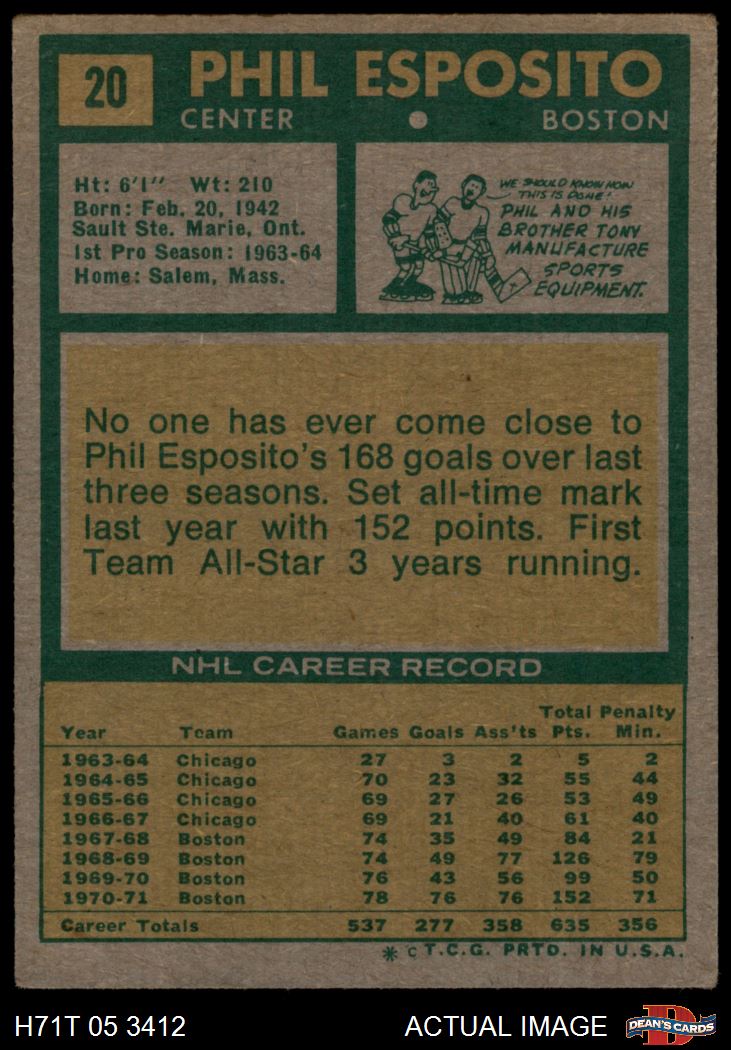 20
PHIL ESPOSITO
CENTER
BOSTON
Ht: 6'1'' Wt: 210
Born: Feb. 20, 1942
Sault Ste. Marie, Ont.
1st Pro Season: 1963-64
Home: Salem, Mass.
WE SHOULD KNOW HOW
THIS IS DONE!
PHIL AND HIS
BROTHER TONY
MANUFACTURE
SPORTS
EQUIPMENT.
No one has ever come close to
Phil Esposito's 168 goals over last
three seasons. Set all-time mark
last year with 152 points. First
Team All-Star 3 years running.
NHL CAREER RECORD
Total Penalty
Year Team Games Goals Ass'ts Pts. Min.
1963-64 Chicago 27 3 2 5 2
1964-65 Chicago 70 23 32 55 44
1965-66 Chicago 69 27 26 53 49
1966-67 Chicago 69 21 40 61 40
1967-68 Boston 74 35 49 84 21
1968-69 Boston 74 49 77 126 79
1969-70 Boston 76 43 56 99 50
1970-71 Boston 78 76 76 152 71
Career Totals 537 277 358 635 356
* © T.C.G. PRTD. IN U.S.A.
H71T 05 3412
ACTUAL IMAGE
D
DEAN'S CARDS